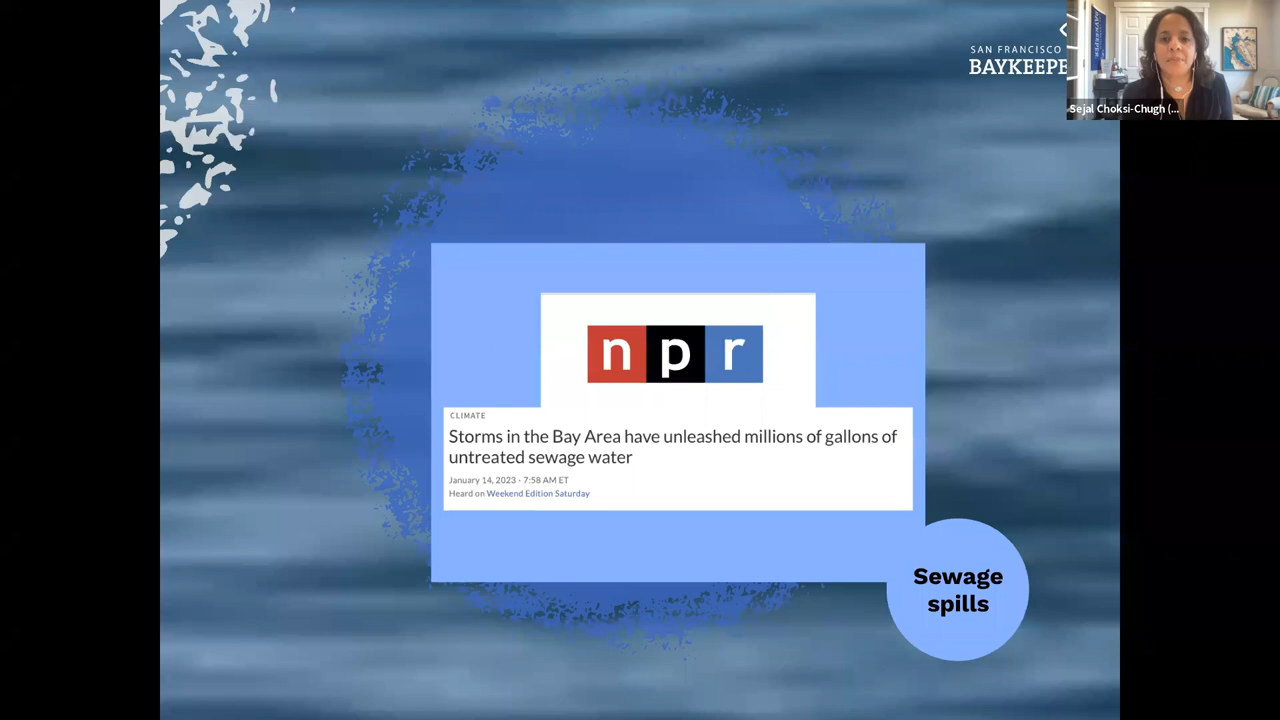 SAN FRANCISCO
BAYKEEPE
Sejal Choksi-Chugh (...
npr
CLIMATE
Storms in the Bay Area have unleashed millions of gallons of
untreated sewage water
January 14, 2023 · 7:58 AM ET
Heard on Weekend Edition Saturday
Sewage
spills